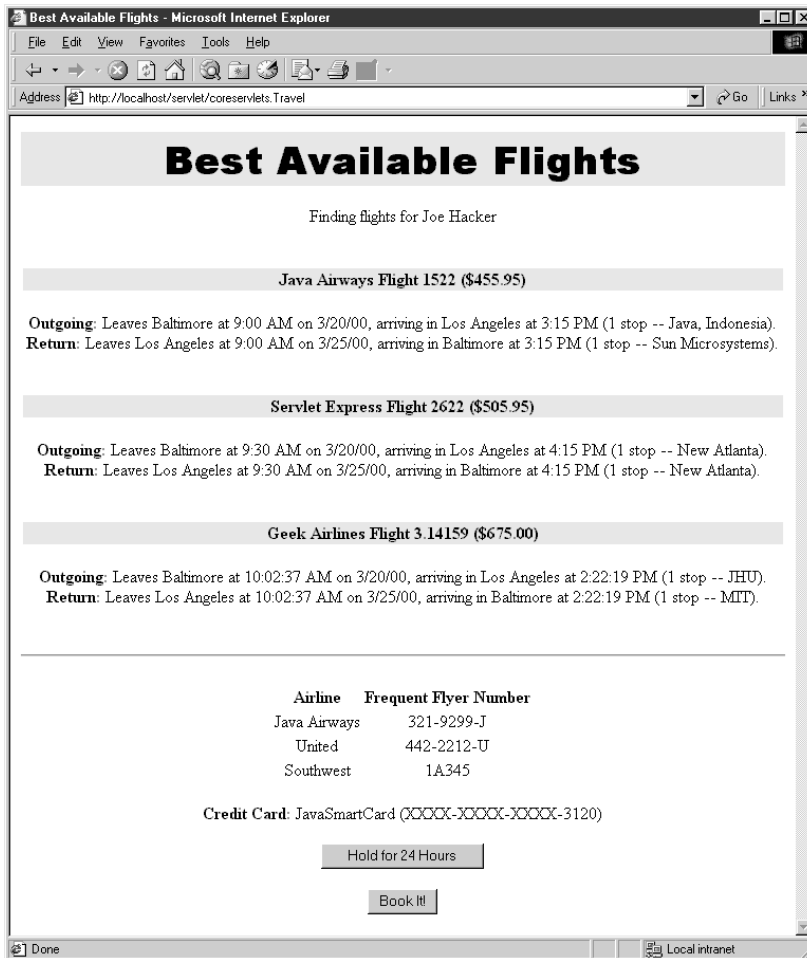 Best Available Flights - Microsoft Internet Explorer
File Edit View Favorites Tools Help
Address http://localhost/servlet/coreservlets.Travel Go Links »
Best Available Flights
Finding flights for Joe Hacker
Java Airways Flight 1522 ($455.95)
Outgoing: Leaves Baltimore at 9:00 AM on 3/20/00, arriving in Los Angeles at 3:15 PM (1 stop -- Java, Indonesia).
Return: Leaves Los Angeles at 9:00 AM on 3/25/00, arriving in Baltimore at 3:15 PM (1 stop -- Sun Microsystems).
Servlet Express Flight 2622 ($505.95)
Outgoing: Leaves Baltimore at 9:30 AM on 3/20/00, arriving in Los Angeles at 4:15 PM (1 stop -- New Atlanta).
Return: Leaves Los Angeles at 9:30 AM on 3/25/00, arriving in Baltimore at 4:15 PM (1 stop -- New Atlanta).
Geek Airlines Flight 3.14159 ($675.00)
Outgoing: Leaves Baltimore at 10:02:37 AM on 3/20/00, arriving in Los Angeles at 2:22:19 PM (1 stop -- JHU).
Return: Leaves Los Angeles at 10:02:37 AM on 3/25/00, arriving in Baltimore at 2:22:19 PM (1 stop -- MIT).
Airline Frequent Flyer Number
Java Airways 321-9299-J
United 442-2212-U
Southwest 1A345
Credit Card: JavaSmartCard (XXXX-XXXX-XXXX-3120)
Hold for 24 Hours
Book It!
Done Local intranet